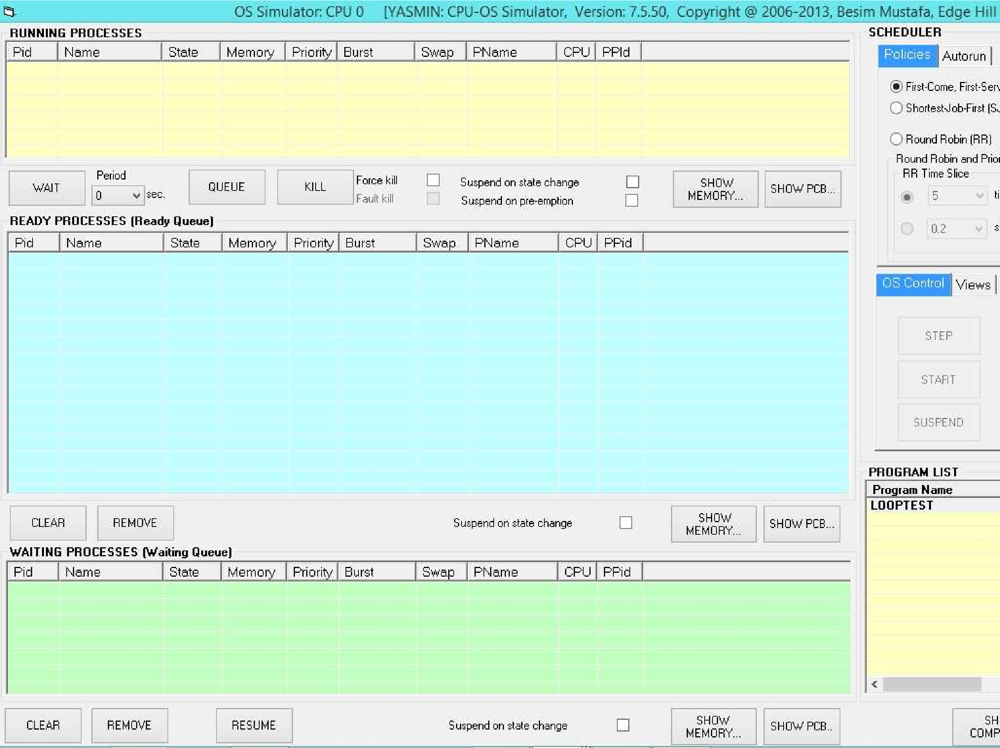 OS Simulator: CPU 0 [YASMIN: CPU-OS Simulator, Version: 7.5.50, Copyright @ 2006-2013, Besim Mustafa, Edge Hill
RUNNING PROCESSES
Pid Name State Memory Priority Burst Swap PName CPU PPId
WAIT
Period
0 sec.
QUEUE
KILL
Force kill
Fault kill
Suspend on state change
Suspend on pre-emption
SHOW
MEMORY...
SHOW PCB...
READY PROCESSES (Ready Queue)
Pid Name State Memory Priority Burst Swap PName CPU PPid
CLEAR
REMOVE
Suspend on state change
SHOW
MEMORY...
SHOW PCB...
WAITING PROCESSES (Waiting Queue)
Pid Name State Memory Priority Burst Swap PName CPU PPid
CLEAR
REMOVE
RESUME
Suspend on state change
SHOW
MEMORY...
SHOW PCB..
SCHEDULER
Policies Autorun
First-Come, First-Serv
Shortest-Job-First (SJ
Round Robin (RR)
Round Robin and Prior
RR Time Slice
5 ti
0.2 s
OS Control Views
STEP
START
SUSPEND
PROGRAM LIST
Program Name
LOOPTEST
SH
COMP